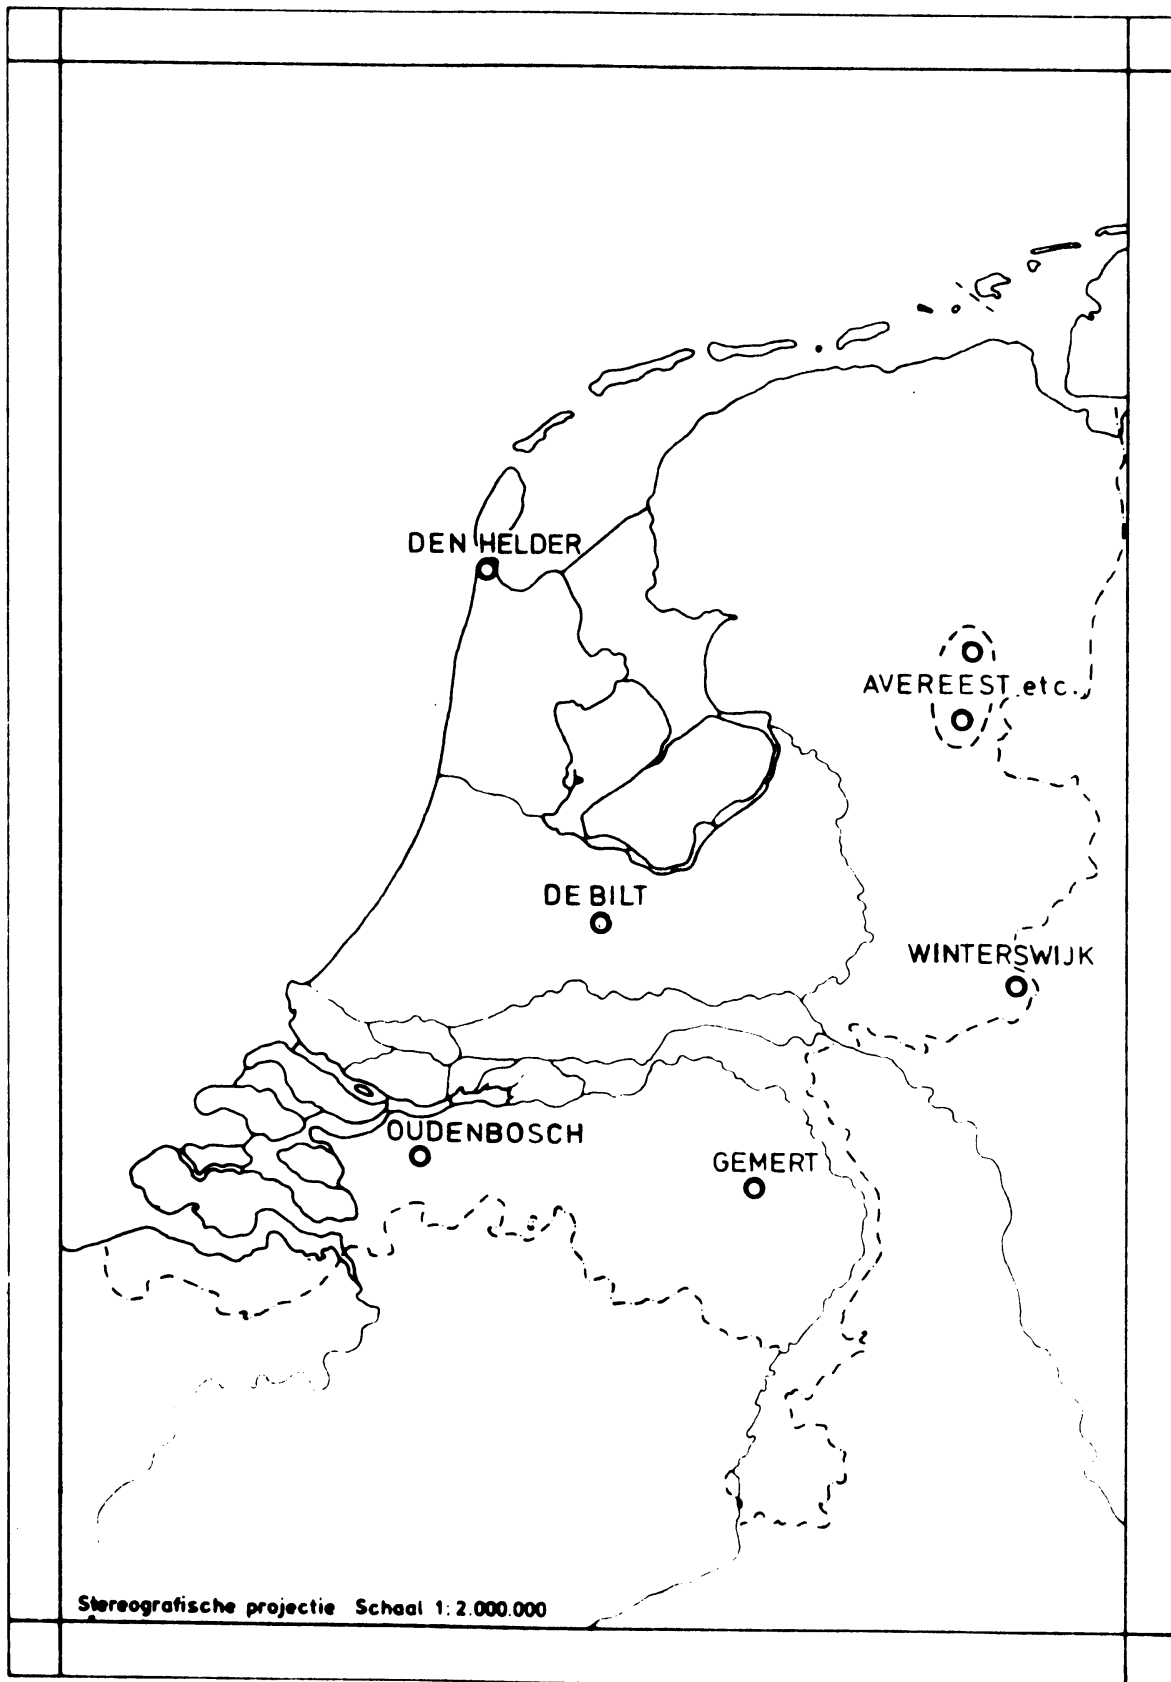 DEN HELDER
AVEREEST etc.
DE BILT
WINTERSWIJK
OUDENBOSCH
GEMERT
Stereografische projectie Schaal 1:2.000.000